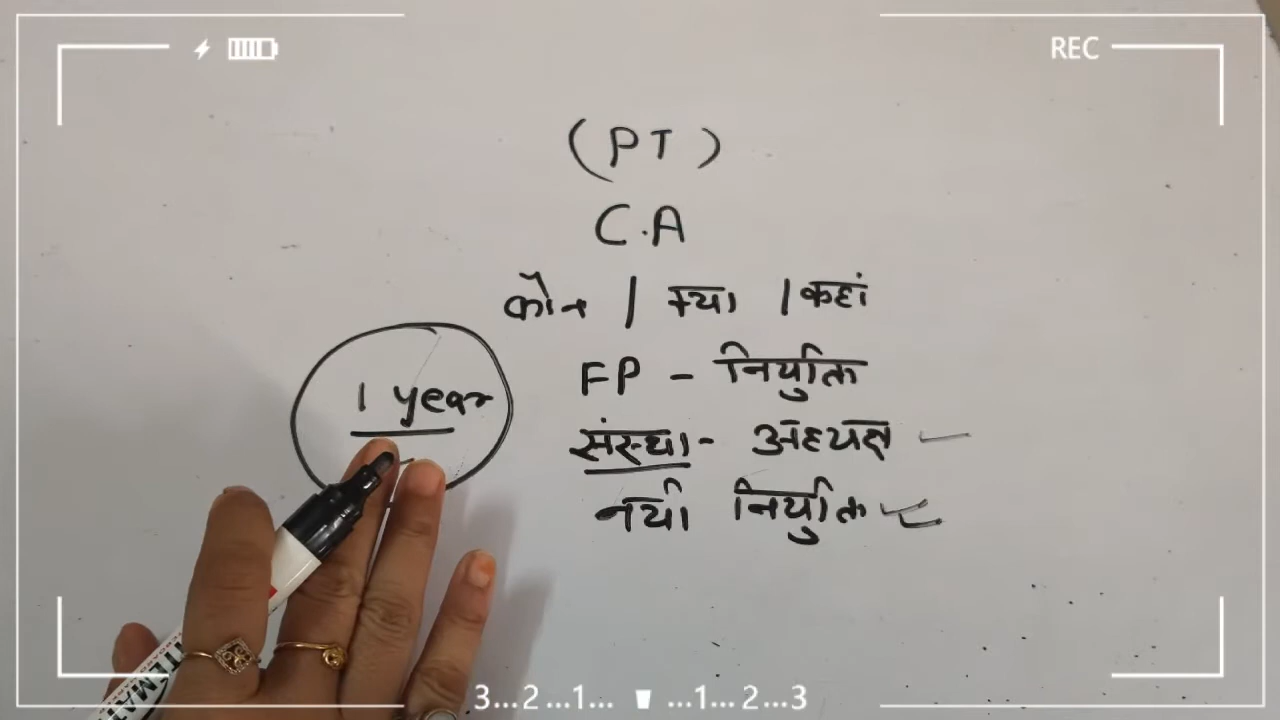 REC
(PT)
C.A
कौन / क्या / कहां
FP - नियुक्ति
1 year
संस्था - अध्यक्ष
नयी नियुक्ति
3...2...1... ...1...2...3